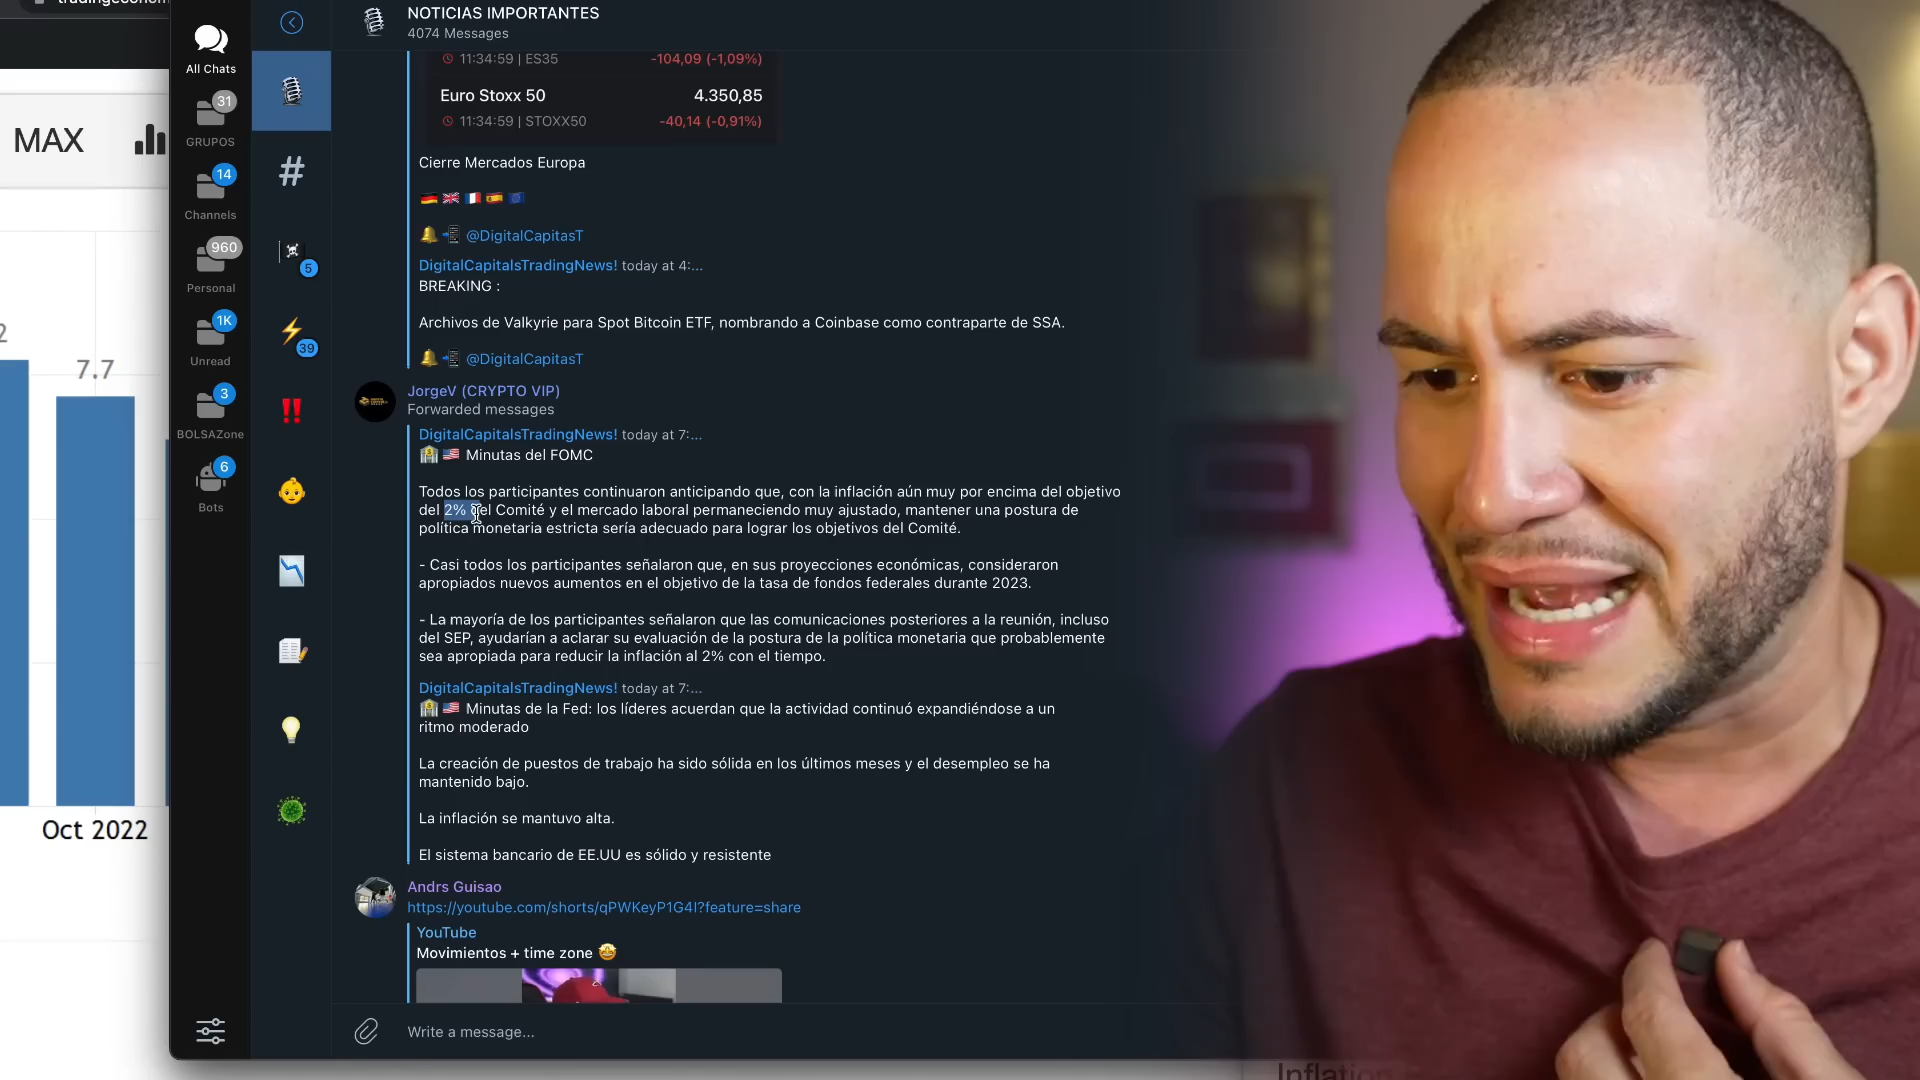 NOTICIAS IMPORTANTES
4074 Messages
All Chats
31
GRUPOS
14
Channels
960
Personal
1K
Unread
3
BOLSAZone
6
Bots
5
39
MAX
7.7
Oct 2022
11:34:59 | ES35 -104,09 (-1,09%)
Euro Stoxx 50 4.350,85
11:34:59 | STOXX50 -40,14 (-0,91%)
Cierre Mercados Europa
@DigitalCapitasT
DigitalCapitalsTradingNews! today at 4:...
BREAKING :
Archivos de Valkyrie para Spot Bitcoin ETF, nombrando a Coinbase como contraparte de SSA.
@DigitalCapitasT
JorgeV (CRYPTO VIP)
Forwarded messages
DigitalCapitalsTradingNews! today at 7:...
Minutas del FOMC
Todos los participantes continuaron anticipando que, con la inflación aún muy por encima del objetivo
del 2% del Comité y el mercado laboral permaneciendo muy ajustado, mantener una postura de
política monetaria estricta sería adecuado para lograr los objetivos del Comité.
- Casi todos los participantes señalaron que, en sus proyecciones económicas, consideraron
apropiados nuevos aumentos en el objetivo de la tasa de fondos federales durante 2023.
- La mayoría de los participantes señalaron que las comunicaciones posteriores a la reunión, incluso
del SEP, ayudarían a aclarar su evaluación de la postura de la política monetaria que probablemente
sea apropiada para reducir la inflación al 2% con el tiempo.
DigitalCapitalsTradingNews! today at 7:...
Minutas de la Fed: los líderes acuerdan que la actividad continuó expandiéndose a un
ritmo moderado
La creación de puestos de trabajo ha sido sólida en los últimos meses y el desempleo se ha
mantenido bajo.
La inflación se mantuvo alta.
El sistema bancario de EE.UU es sólido y resistente
Andrs Guisao
https://youtube.com/shorts/qPWKeyP1G4I?feature=share
YouTube
Movimientos + time zone
Write a message...
Inflation